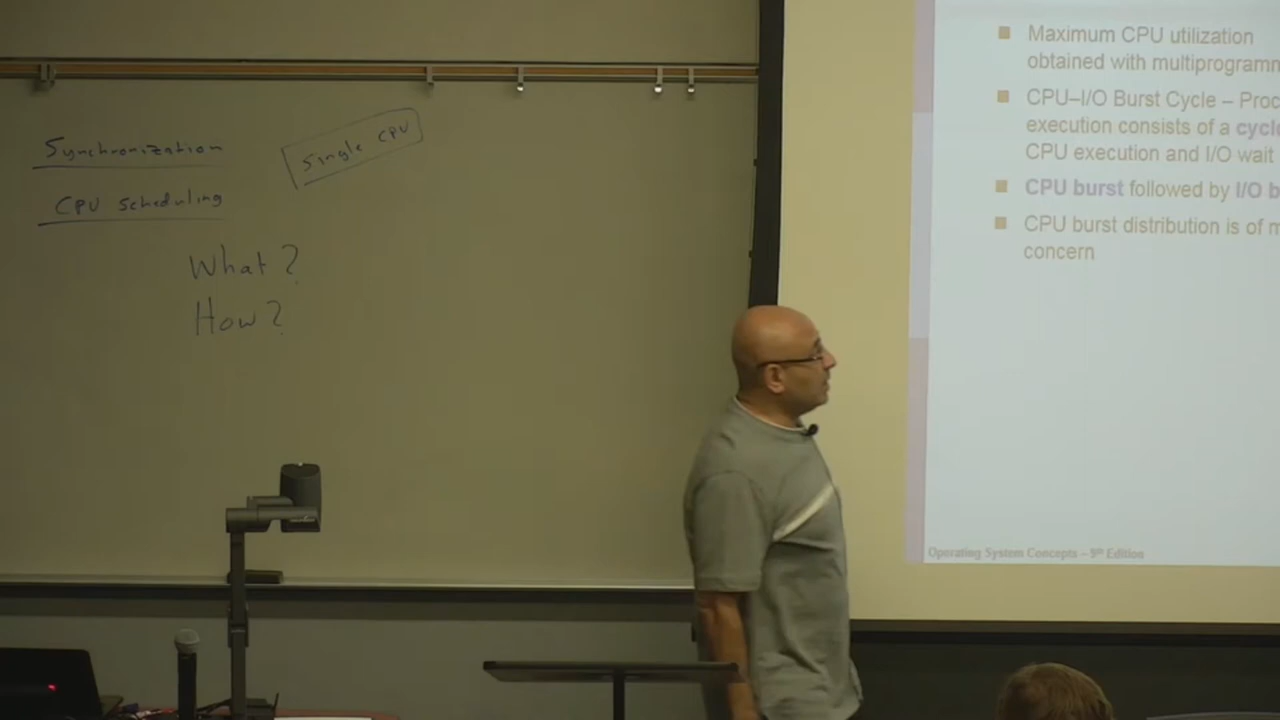 Synchronization
Single CPU
CPU Scheduling
What?
How?
Maximum CPU utilization
obtained with multiprogramm
CPU–I/O Burst Cycle – Proc
execution consists of a cycle
CPU execution and I/O wait
CPU burst followed by I/O b
CPU burst distribution is of m
concern
Operating System Concepts – 9th Edition